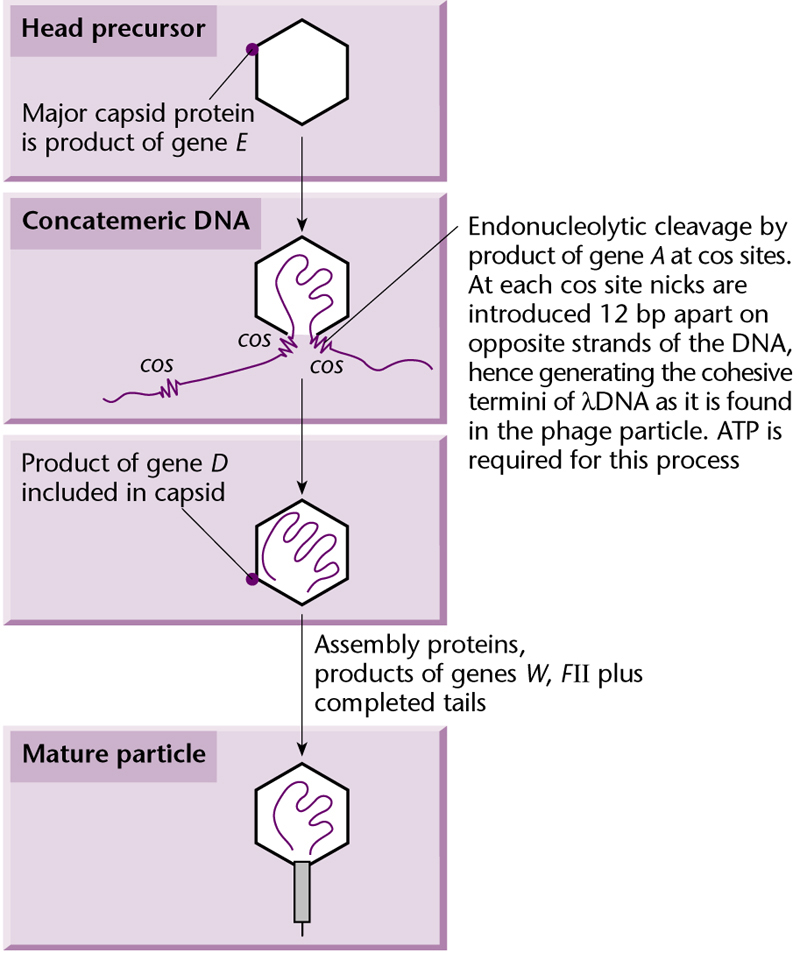 Head precursor
Major capsid protein
is product of gene E
Concatemeric DNA
cos
cos
cos
Endonucleolytic cleavage by
product of gene A at cos sites.
At each cos site nicks are
introduced 12 bp apart on
opposite strands of the DNA,
hence generating the cohesive
termini of λDNA as it is found
in the phage particle. ATP is
required for this process
Product of gene D
included in capsid
Assembly proteins,
products of genes W, FII plus
completed tails
Mature particle